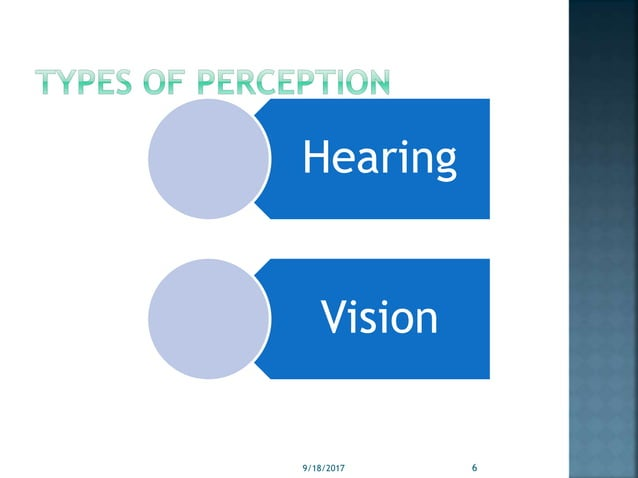 TYPES OF PERCEPTION
Hearing
Vision
9/18/2017 6